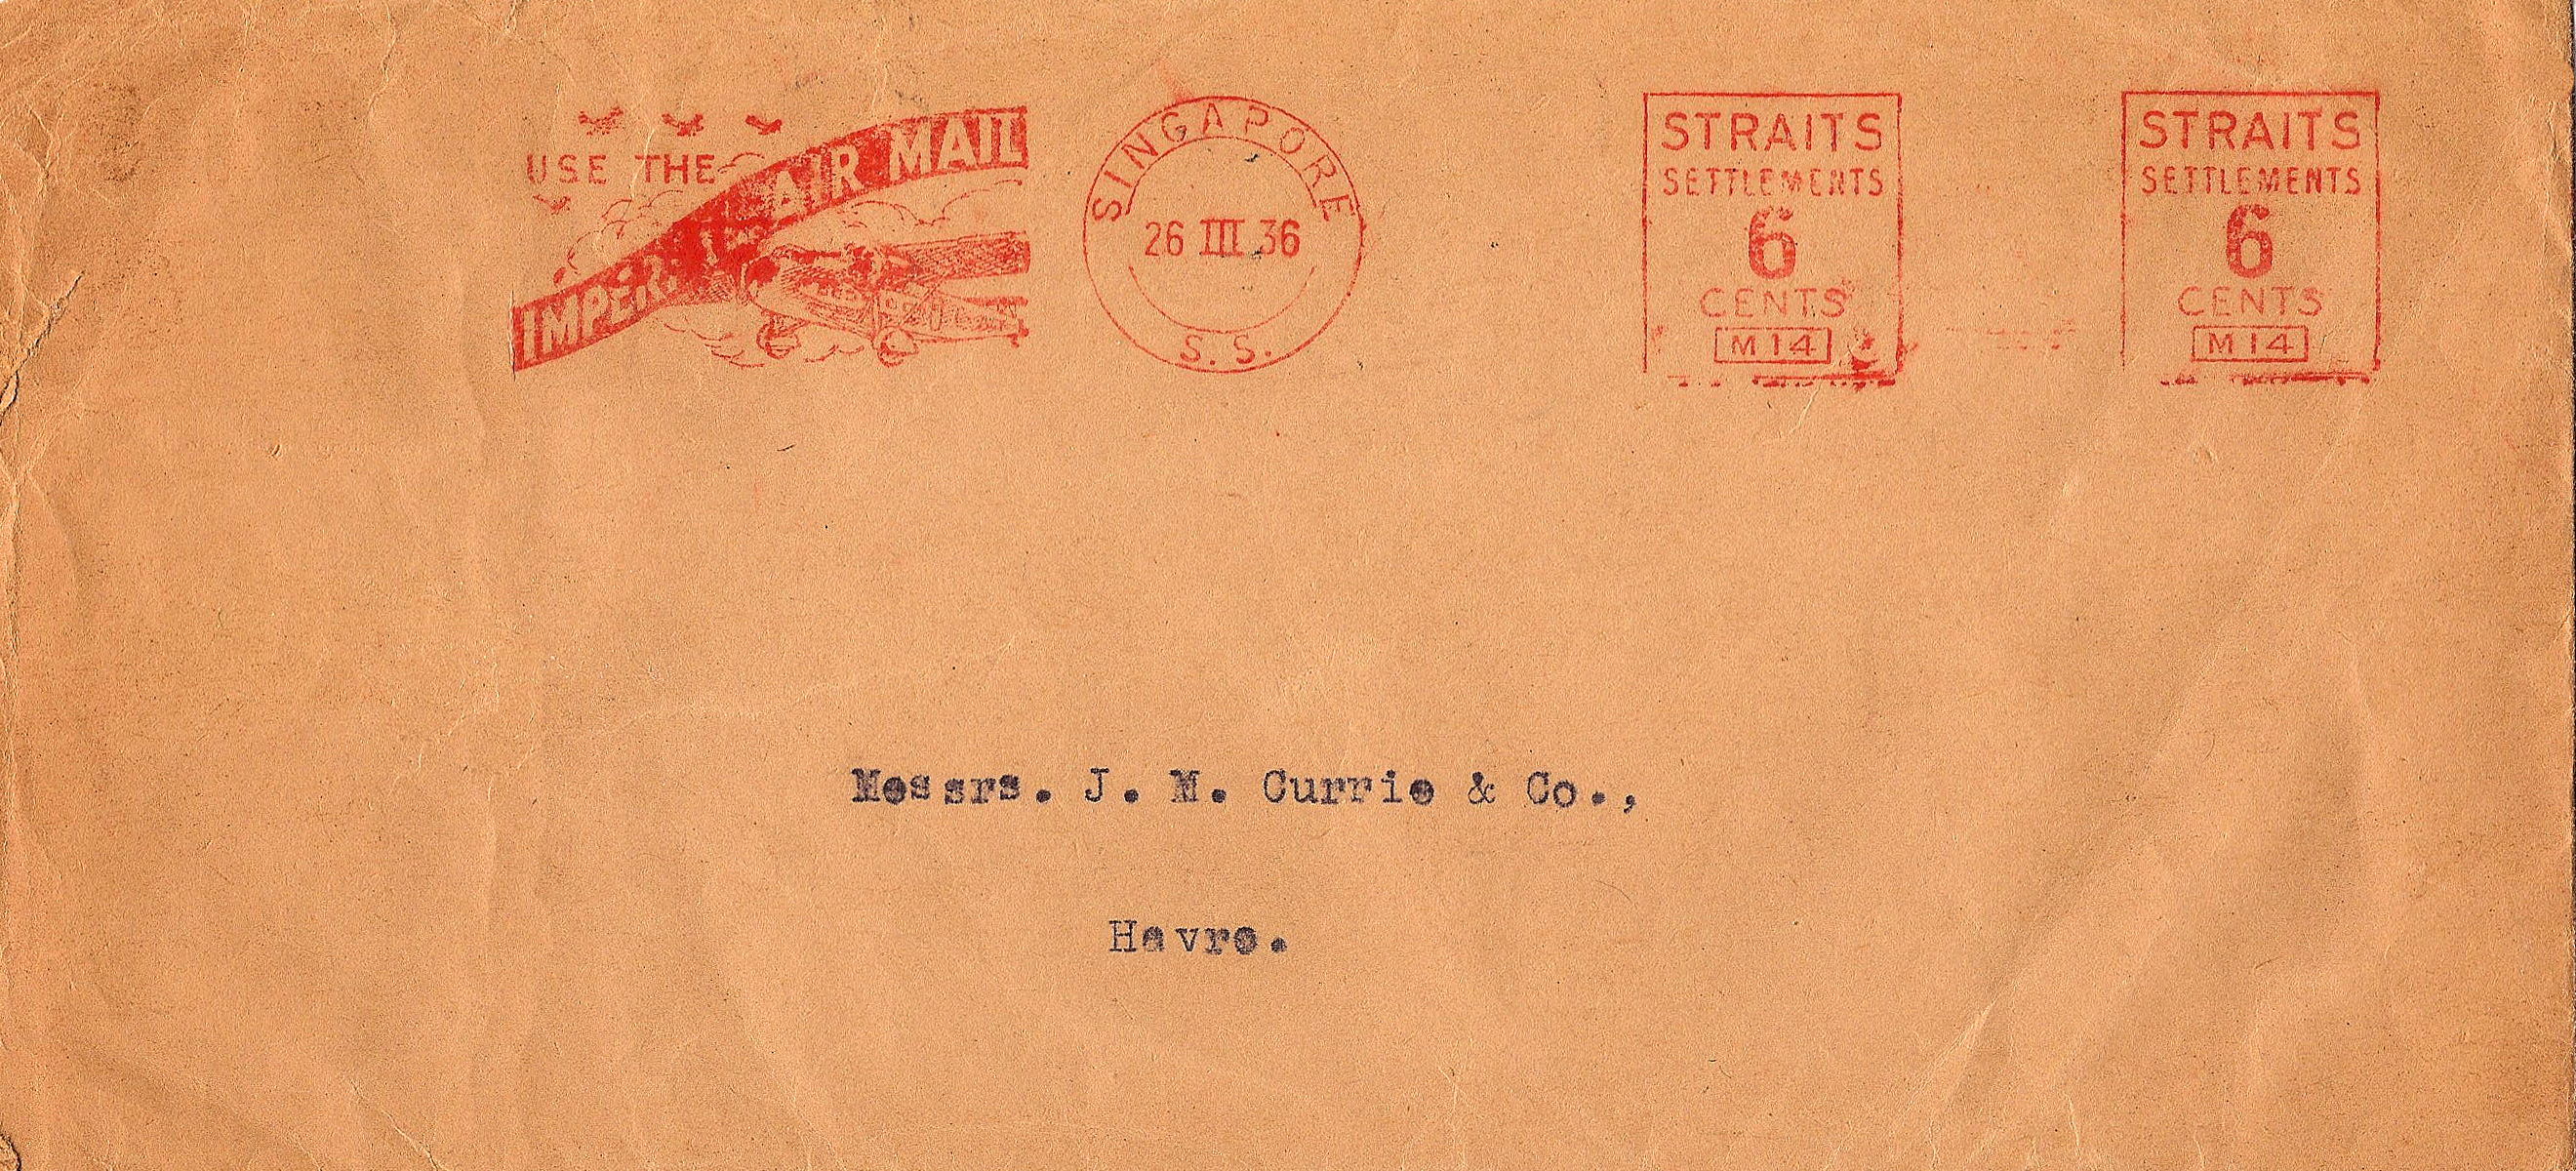 USE THE
IMPERIAL AIR MAIL
SINGAPORE
26 III 36
S. S.
STRAITS
SETTLEMENTS
6
CENTS
M 14
STRAITS
SETTLEMENTS
6
CENTS
M 14
Messrs. J. M. Currie & Co.,
Havre.